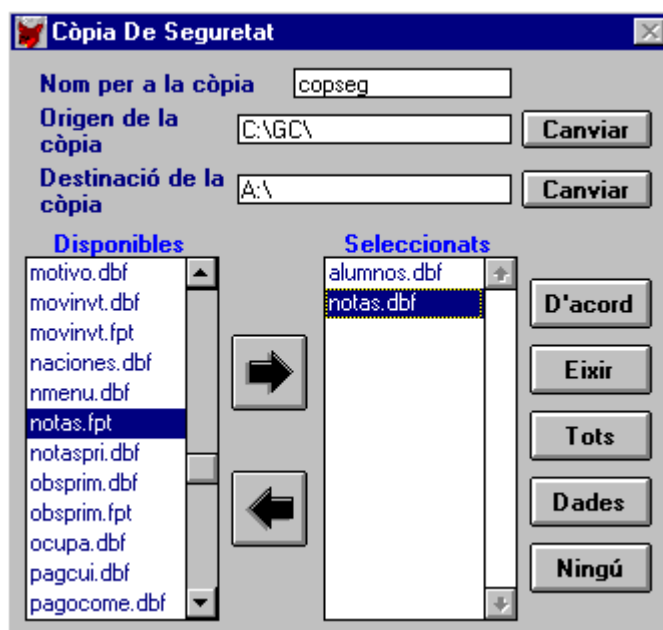 Còpia De Seguretat
Nom per a la còpia
copseg
Origen de la
còpia
C:\GC\
Canviar
Destinació de la
còpia
A:\
Canviar
Disponibles
motivo.dbf
movinvt.dbf
movinvt.fpt
naciones.dbf
nmenu.dbf
notas.fpt
notaspri.dbf
obsprim.dbf
obsprim.fpt
ocupa.dbf
pagcui.dbf
pagocome.dbf
Seleccionats
alumnos.dbf
notas.dbf
D'acord
Eixir
Tots
Dades
Ningú